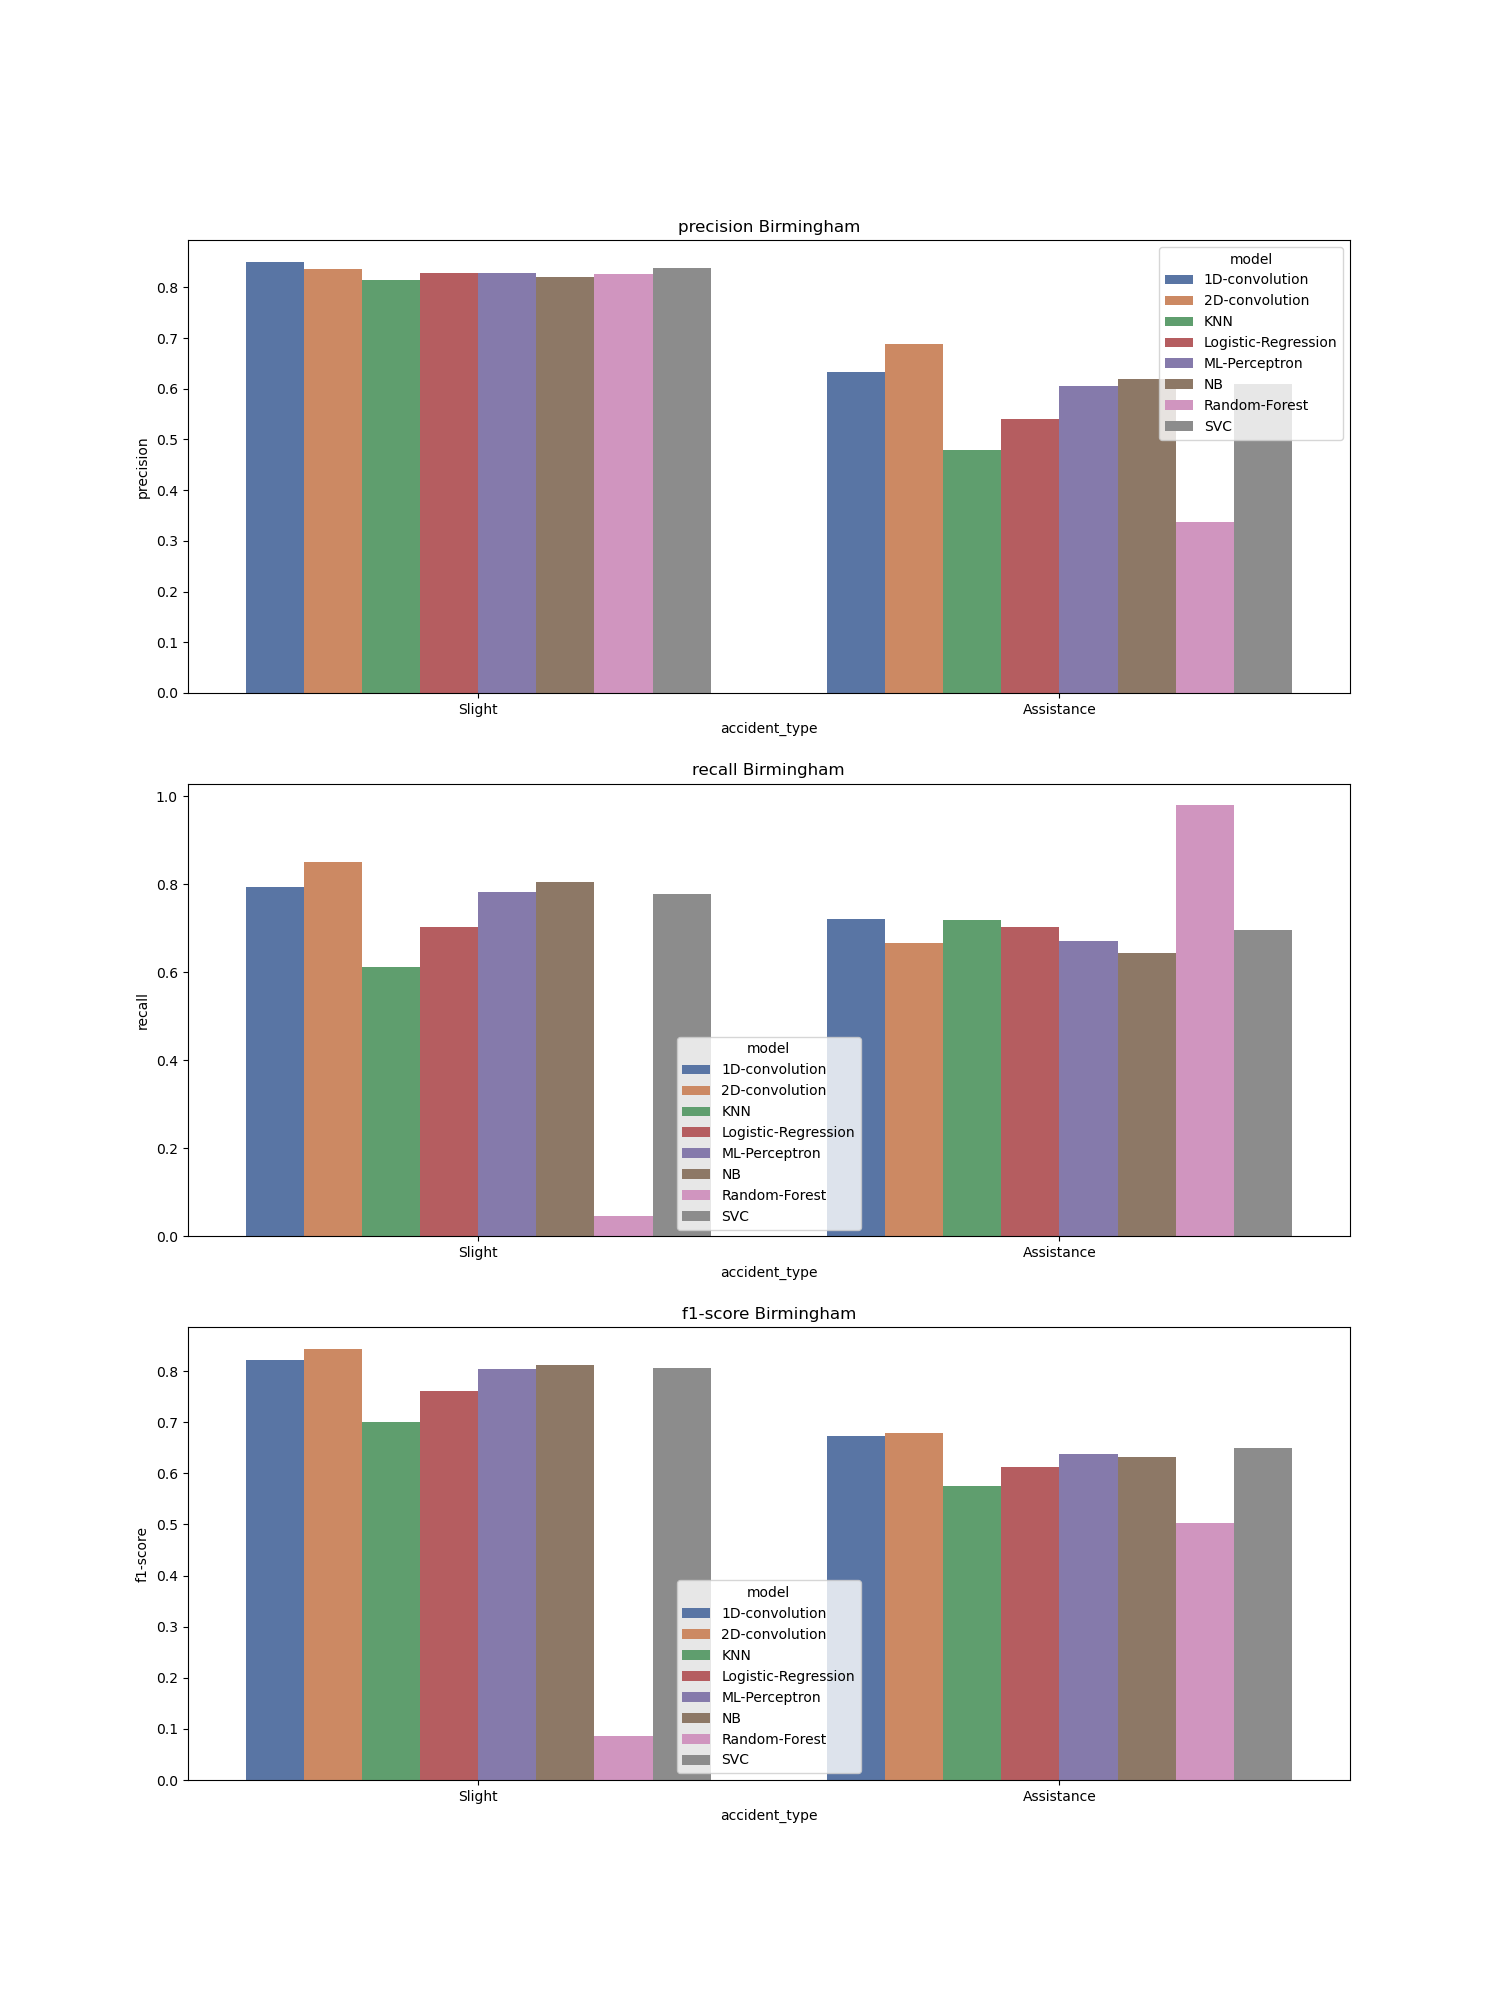 precision Birmingham
precision
0.8
0.7
0.6
0.5
0.4
0.3
0.2
0.1
0.0
model
1D-convolution
2D-convolution
KNN
Logistic-Regression
ML-Perceptron
NB
Random-Forest
SVC
Slight Assistance
accident_type
recall Birmingham
recall
1.0
0.8
0.6
0.4
0.2
0.0
model
1D-convolution
2D-convolution
KNN
Logistic-Regression
ML-Perceptron
NB
Random-Forest
SVC
Slight Assistance
accident_type
f1-score Birmingham
f1-score
0.8
0.7
0.6
0.5
0.4
0.3
0.2
0.1
0.0
model
1D-convolution
2D-convolution
KNN
Logistic-Regression
ML-Perceptron
NB
Random-Forest
SVC
Slight Assistance
accident_type